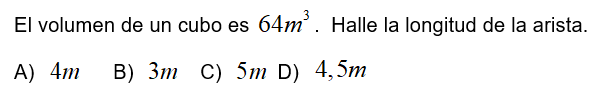 El volumen de un cubo es 64m³. Halle la longitud de la arista.
A) 4m B) 3m C) 5m D) 4,5m